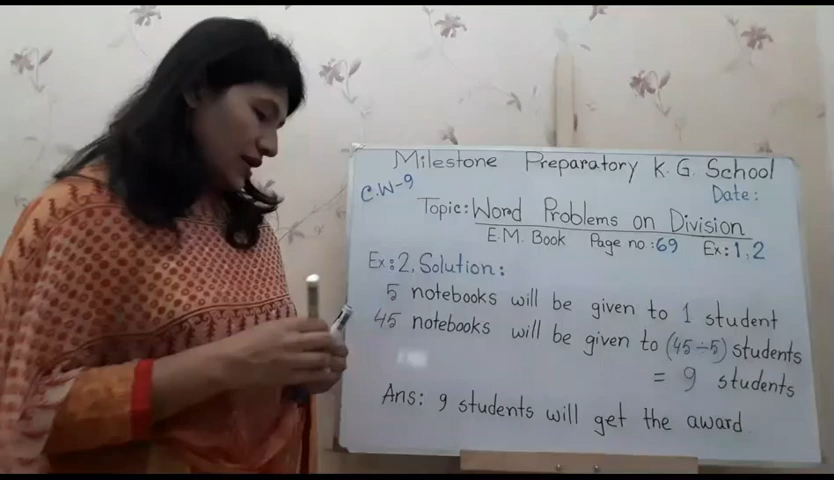 Milestone Preparatory K. G. School
C.W-9
Date:
Topic: Word Problems on Division
E.M. Book Page no.: 69 Ex: 1, 2
Ex: 2, Solution:
5 notebooks will be given to 1 student
45 notebooks will be given to (45÷5) students
= 9 students
Ans: 9 students will get the award